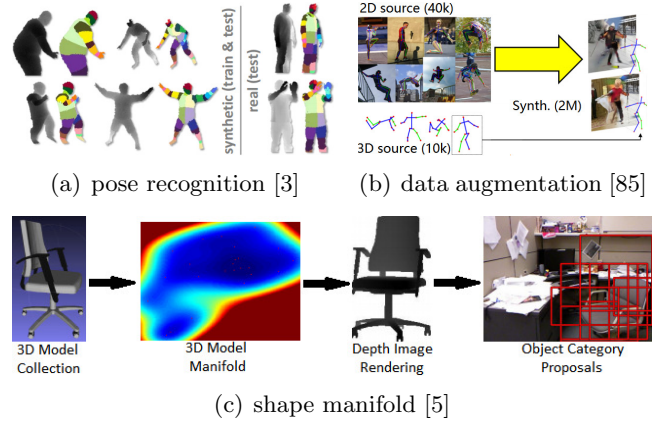 synthetic (train & test)
real (test)
2D source (40k)
Synth. (2M)
3D source (10k)
(a) pose recognition [3]
(b) data augmentation [85]
3D Model
Collection
3D Model
Manifold
Depth Image
Rendering
Object Category
Proposals
(c) shape manifold [5]